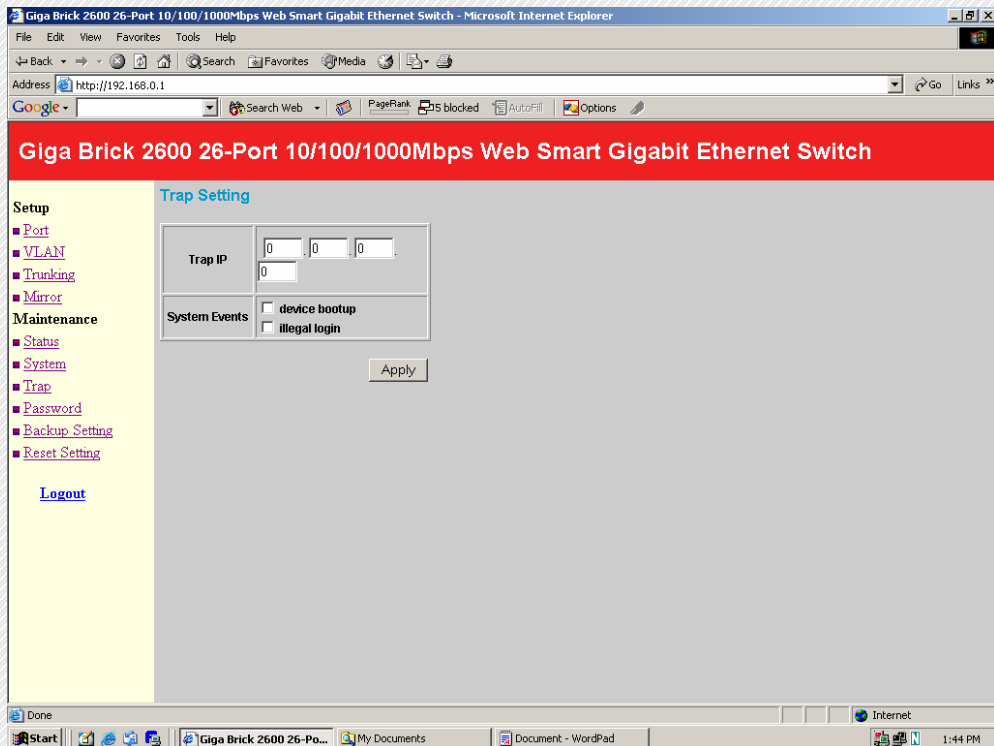 Giga Brick 2600 26-Port 10/100/1000Mbps Web Smart Gigabit Ethernet Switch - Microsoft Internet Explorer
File Edit View Favorites Tools Help
Back Search Favorites Media
Address http://192.168.0.1 Go Links »
Google Search Web PageRank 5 blocked AutoFill Options
Giga Brick 2600 26-Port 10/100/1000Mbps Web Smart Gigabit Ethernet Switch
Setup
Port
VLAN
Trunking
Mirror
Maintenance
Status
System
Trap
Password
Backup Setting
Reset Setting
Logout
Trap Setting
Trap IP 0 . 0 . 0 .
0
System Events device bootup
illegal login
Apply
Done Internet
Start Giga Brick 2600 26-Po... My Documents Document - WordPad 1:44 PM